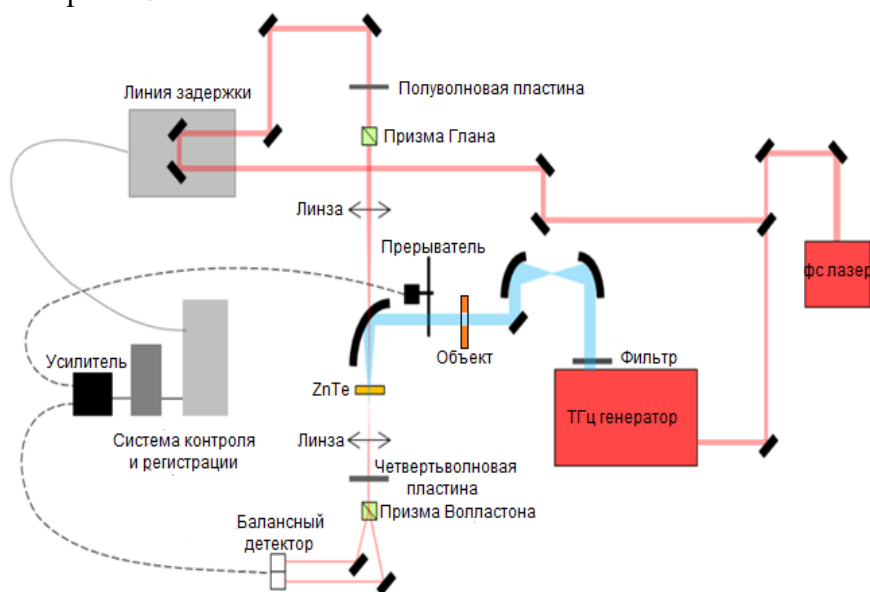 Линия задержки
Полуволновая пластина
Призма Глана
Линза
Прерыватель
фс лазер
Объект
Фильтр
Усилитель
ZnTe
ТГц генератор
Система контроля
и регистрации
Линза
Четвертьволновая
пластина
Призма Волластона
Балансный
детектор